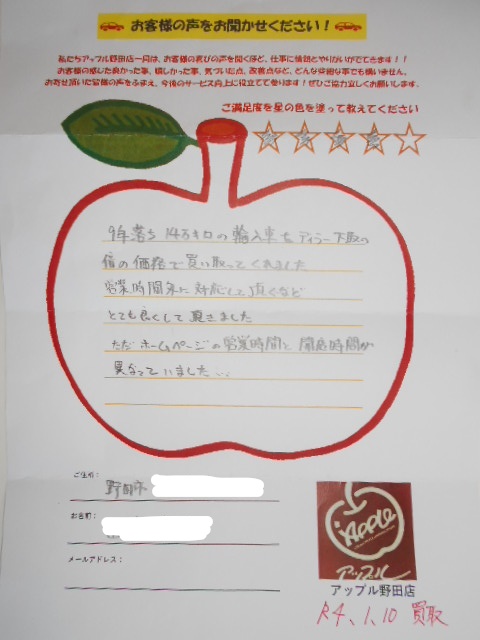 お客様の声をお聞かせください！
私たちアップル野田店一同は、お客様の喜びの声を聞くほど、仕事に情熱とやりがいがでてきます！！
お客様の感じた良かった事、嬉しかった事、気づいた点、改善点など、どんな些細な事でも構いません。
お寄せ頂いた皆様の声をふまえ、今後のサービス向上に役立てて参ります！ぜひご協力宜しくお願いします。
ご満足度を星の色を塗って教えてください
9年落ち 14万キロの輸入車をディーラー下取の
倍の価格で買い取ってくれました
営業時間外に対応して頂くなど
とても良くして頂きました
ただホームページの営業時間と開店時間が
異なっていました...
ご住所：
野田市
お名前：
メールアドレス：
Apple
アップル
アップル野田店
R4、1、10 買取